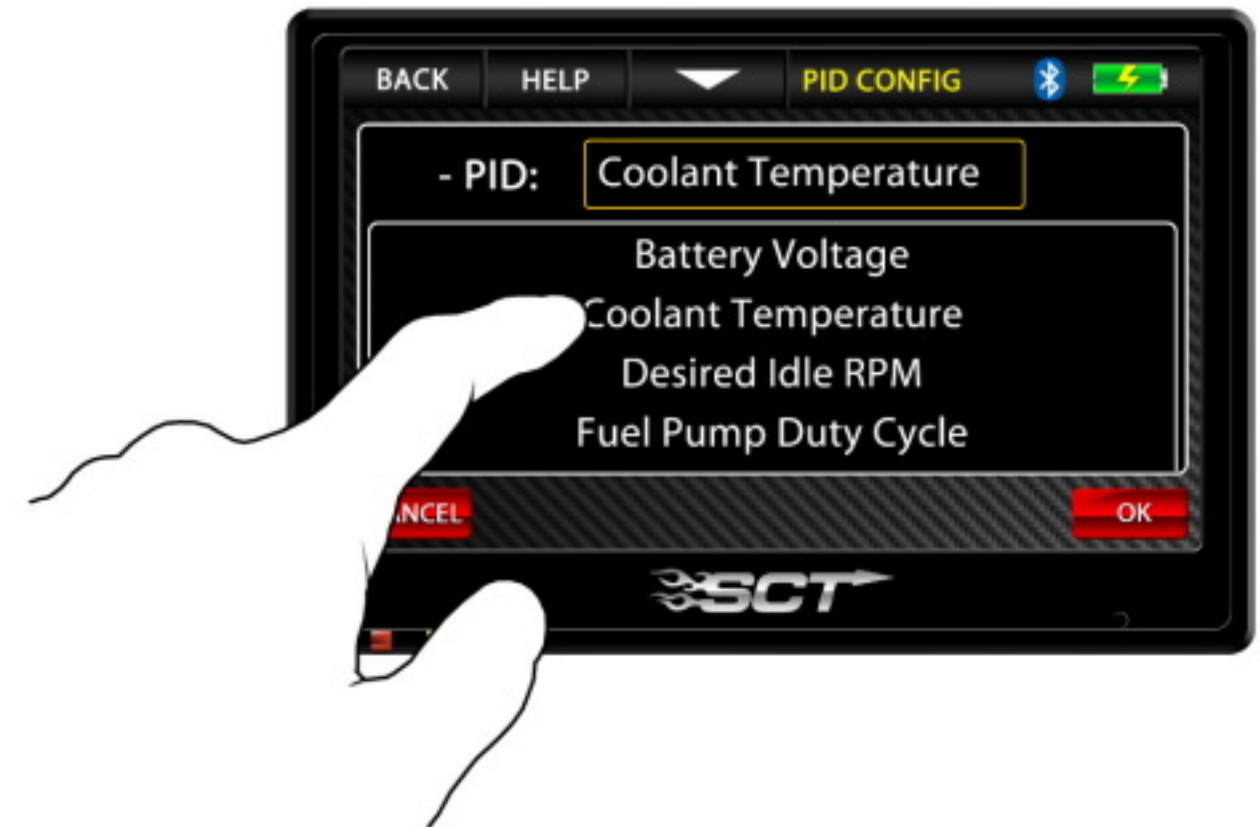 BACK HELP PID CONFIG
- PID: Coolant Temperature
Battery Voltage
Coolant Temperature
Desired Idle RPM
Fuel Pump Duty Cycle
ANCEL OK
SCT